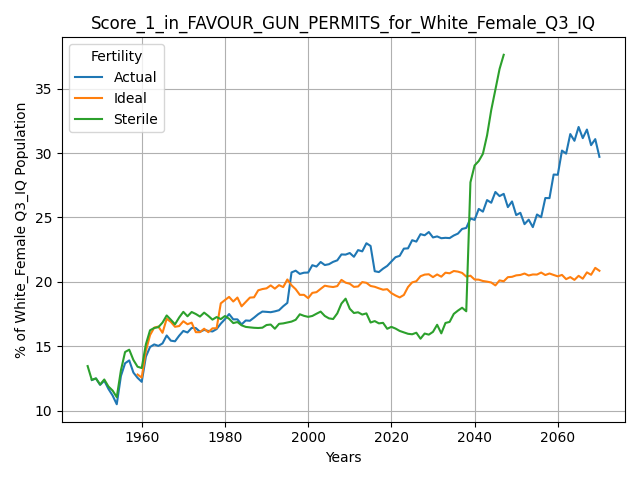 Score_1_in_FAVOUR_GUN_PERMITS_for_White_Female_Q3_IQ
Fertility
Actual
Ideal
Sterile
% of White_Female Q3_IQ Population
35
30
25
20
15
10
1960
1980
2000
2020
2040
2060
Years